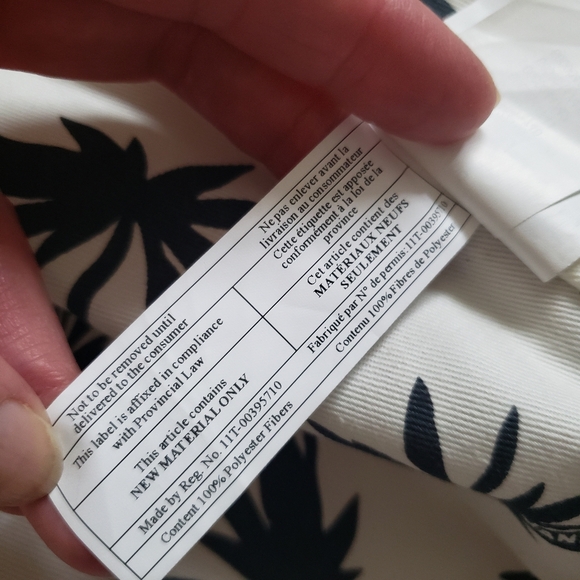 Not to be removed until
delivered to the consumer
This label is affixed in compliance
with Provincial Law
This article contains
NEW MATERIAL ONLY
Made by Reg. No. 11T-00395710
Content 100% Polyester Fibers
Ne pas enlever avant la
livraison au consommateur
Cette étiquette est apposée
conformément à la loi de la
province
Cet article contient des
MATÉRIAUX NEUFS
SEULEMENT
Fabriqué par N° de permis:
Contenu 100% Fibres de Polyester